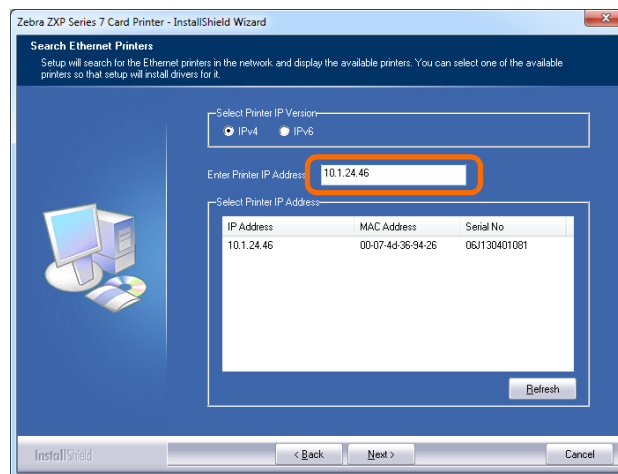 Zebra ZXP Series 7 Card Printer - InstallShield Wizard
Search Ethernet Printers
Setup will search for the Ethernet printers in the network and display the available printers. You can select one of the available
printers so that setup will install drivers for it.
Select Printer IP Version
IPv4 IPv6
Enter Printer IP Address 10.1.24.46
Select Printer IP Address
IP Address MAC Address Serial No
10.1.24.46 00-07-4d-36-94-26 06J130401081
Refresh
InstallShield
< Back Next > Cancel